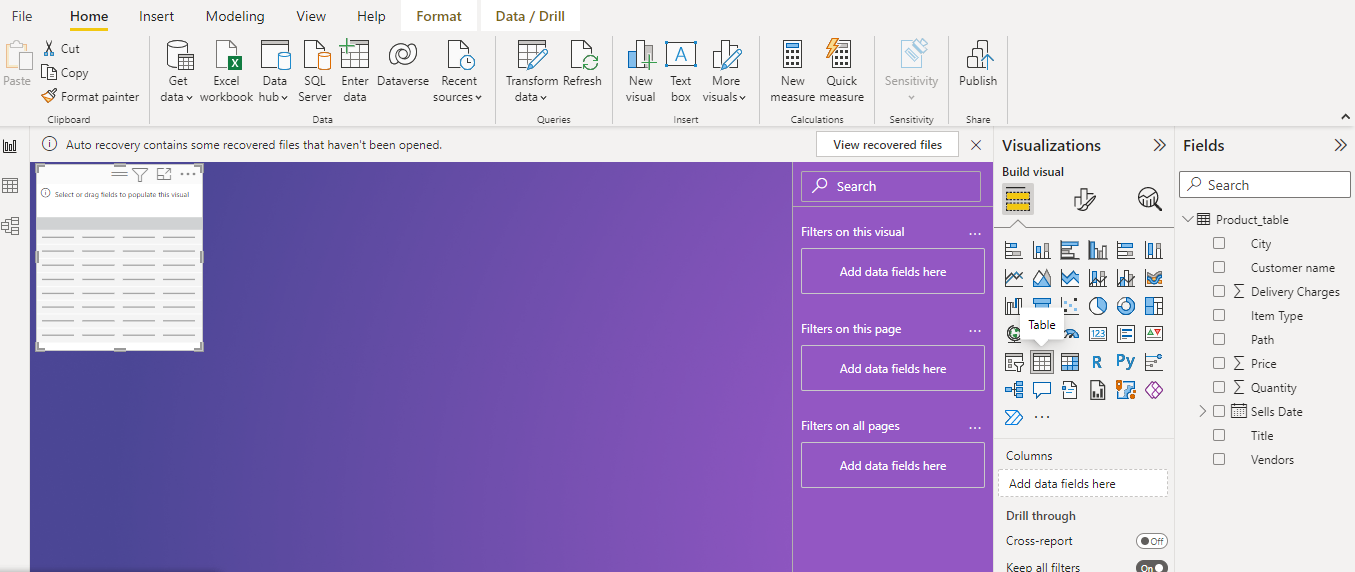 File Home Insert Modeling View Help Format Data / Drill
Paste
Cut
Copy
Format painter
Clipboard
Get
data
Excel
workbook
Data
hub
SQL
Server
Enter
data
Dataverse
Recent
sources
Data
Transform
data
Refresh
Queries
New
visual
Text
box
More
visuals
Insert
New
measure
Quick
measure
Calculations
Sensitivity
Sensitivity
Publish
Share
Auto recovery contains some recovered files that haven't been opened.
View recovered files
Select or drag fields to populate this visual
Search
Filters on this visual
Add data fields here
Filters on this page
Add data fields here
Filters on all pages
Add data fields here
Visualizations
Build visual
Table
123
R
Py
Columns
Add data fields here
Drill through
Cross-report
Off
Keep all filters
On
Fields
Search
Product_table
City
Customer name
Delivery Charges
Item Type
Path
Price
Quantity
Sells Date
Title
Vendors